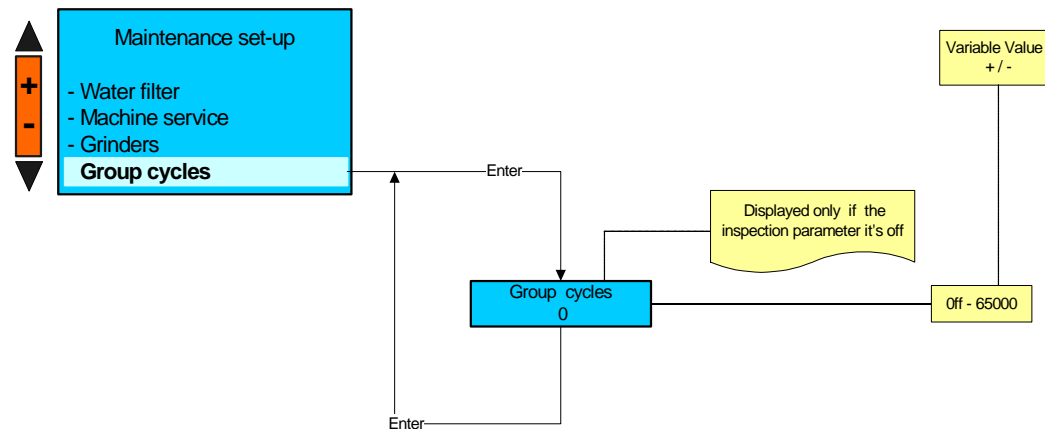 Maintenance set-up
+
-
- Water filter
- Machine service
- Grinders
Group cycles
Enter
Variable Value
+ / -
Displayed only if the
inspection parameter it's off
Group cycles
0
0ff - 65000
Enter